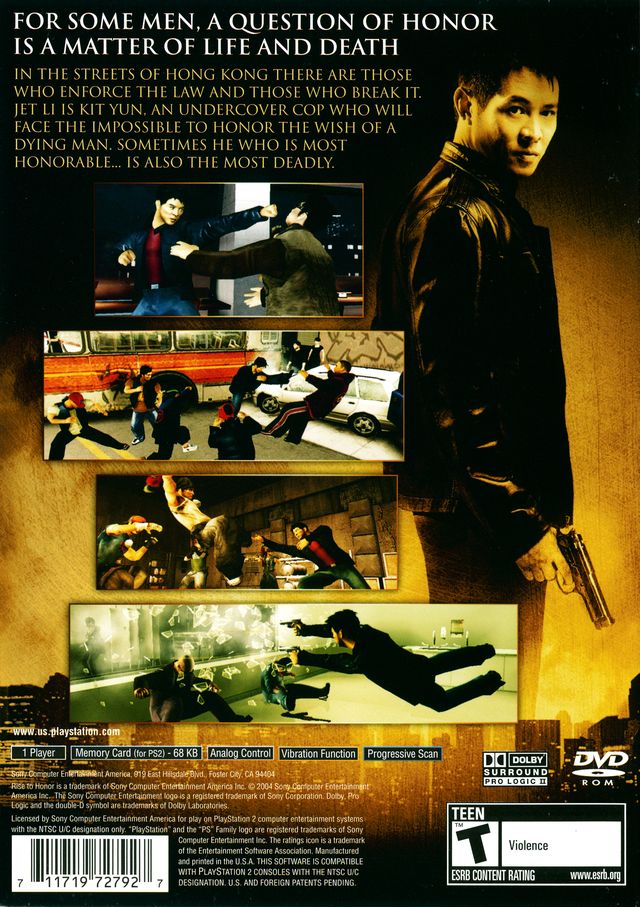 FOR SOME MEN, A QUESTION OF HONOR
IS A MATTER OF LIFE AND DEATH
IN THE STREETS OF HONG KONG THERE ARE THOSE
WHO ENFORCE THE LAW AND THOSE WHO BREAK IT.
JET LI IS KIT YUN, AN UNDERCOVER COP WHO WILL
FACE THE IMPOSSIBLE TO HONOR THE WISH OF A
DYING MAN. SOMETIMES HE WHO IS MOST
HONORABLE... IS ALSO THE MOST DEADLY.
www.us.playstation.com
1 Player
Memory Card (for PS2) - 68 KB
Analog Control
Vibration Function
Progressive Scan
DOLBY
SURROUND
PRO LOGIC II
DVD
ROM
Sony Computer Entertainment America, 919 East Hillsdale Blvd., Foster City, CA 94404
Rise to Honor is a trademark of Sony Computer Entertainment America Inc. © 2004 Sony Computer Entertainment
America Inc. The Sony Computer Entertainment logo is a registered trademark of Sony Corporation. Dolby, Pro
Logic and the double-D symbol are trademarks of Dolby Laboratories.
Licensed by Sony Computer Entertainment America for play on PlayStation 2 computer entertainment systems
with the NTSC U/C designation only. "PlayStation" and the "PS" Family logo are registered trademarks of Sony
Computer Entertainment Inc. The ratings icon is a trademark
of the Entertainment Software Association. Manufactured
and printed in the U.S.A. THIS SOFTWARE IS COMPATIBLE
WITH PLAYSTATION 2 CONSOLES WITH THE NTSC U/C
DESIGNATION. U.S. AND FOREIGN PATENTS PENDING.
7 11719 72792 7
TEEN
T
TM
Violence
ESRB CONTENT RATING
www.esrb.org